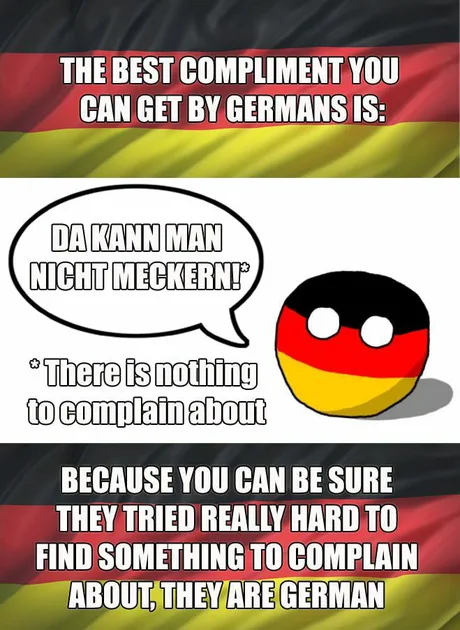 THE BEST COMPLIMENT YOU
CAN GET BY GERMANS IS:
DA KANN MAN
NICHT MECKERN!*
* There is nothing
to complain about
BECAUSE YOU CAN BE SURE
THEY TRIED REALLY HARD TO
FIND SOMETHING TO COMPLAIN
ABOUT, THEY ARE GERMAN